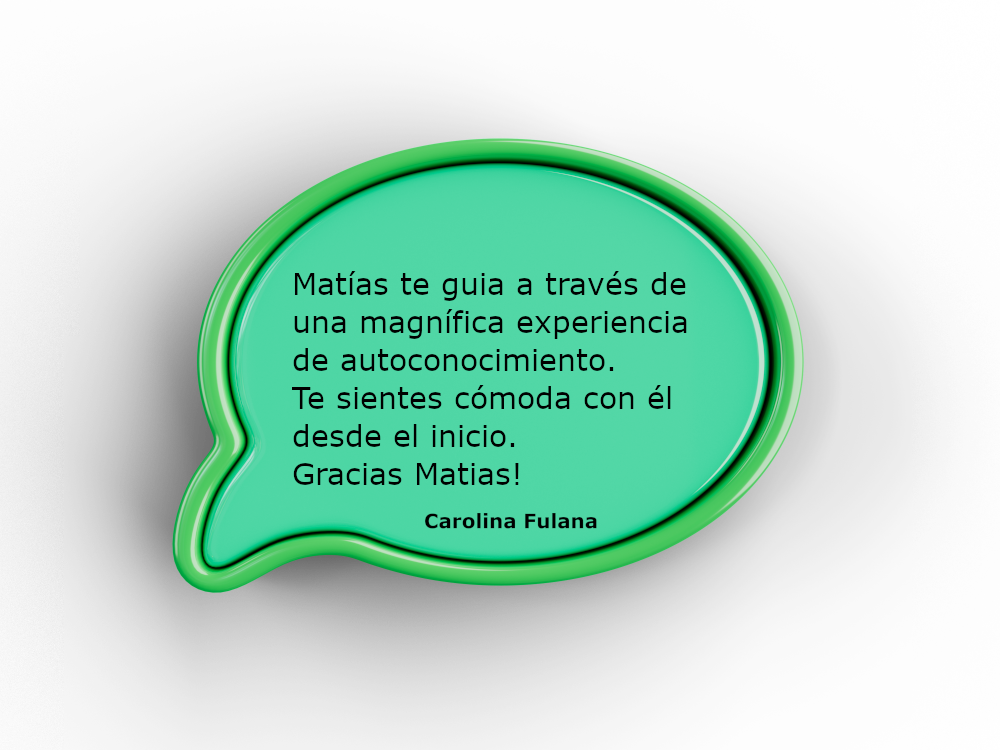 Matías te guia a través de
una magnífica experiencia
de autoconocimiento.
Te sientes cómoda con él
desde el inicio.
Gracias Matias!
Carolina Fulana